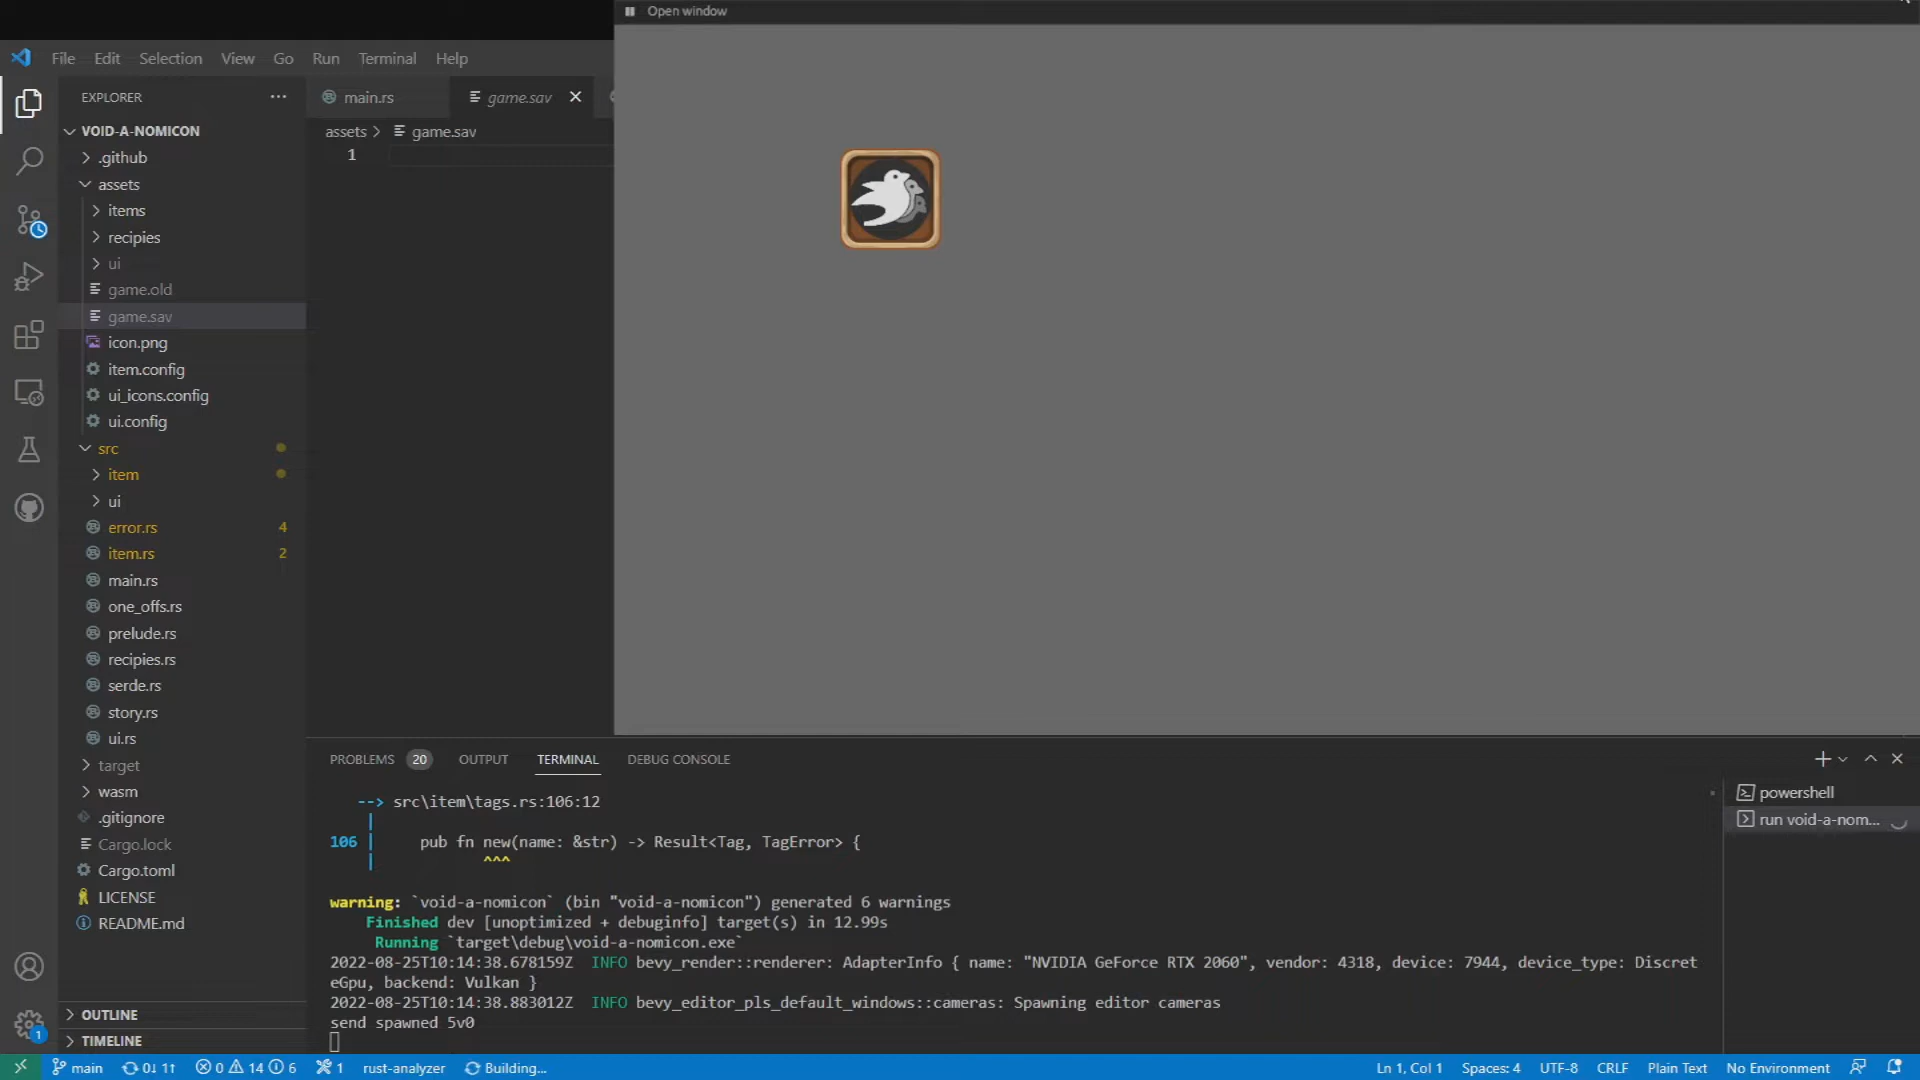 Open window
File Edit Selection View Go Run Terminal Help
EXPLORER
main.rs
game.sav
VOID-A-NOMICON
assets > game.sav
1
.github
assets
items
recipies
ui
game.old
game.sav
icon.png
item.config
ui_icons.config
ui.config
src
item
ui
error.rs 4
item.rs 2
main.rs
one_offs.rs
prelude.rs
recipies.rs
serde.rs
story.rs
ui.rs
target
wasm
.gitignore
Cargo.lock
Cargo.toml
LICENSE
README.md
OUTLINE
TIMELINE
PROBLEMS 20 OUTPUT TERMINAL DEBUG CONSOLE
--> src\item\tags.rs:106:12
|
106 | pub fn new(name: &str) -> Result<Tag, TagError> {
| ^^^
warning: `void-a-nomicon` (bin "void-a-nomicon") generated 6 warnings
Finished dev [unoptimized + debuginfo] target(s) in 12.99s
Running `target\debug\void-a-nomicon.exe`
2022-08-25T10:14:38.678159Z INFO bevy_render::renderer: AdapterInfo { name: "NVIDIA GeForce RTX 2060", vendor: 4318, device: 7944, device_type: Discret
eGpu, backend: Vulkan }
2022-08-25T10:14:38.883012Z INFO bevy_editor_pls_default_windows::cameras: Spawning editor cameras
send spawned 5v0
powershell
run void-a-nom...
1
main 0↓ 1↑ 0 14 6 1 rust-analyzer Building...
Ln 1, Col 1 Spaces: 4 UTF-8 CRLF Plain Text No Environment